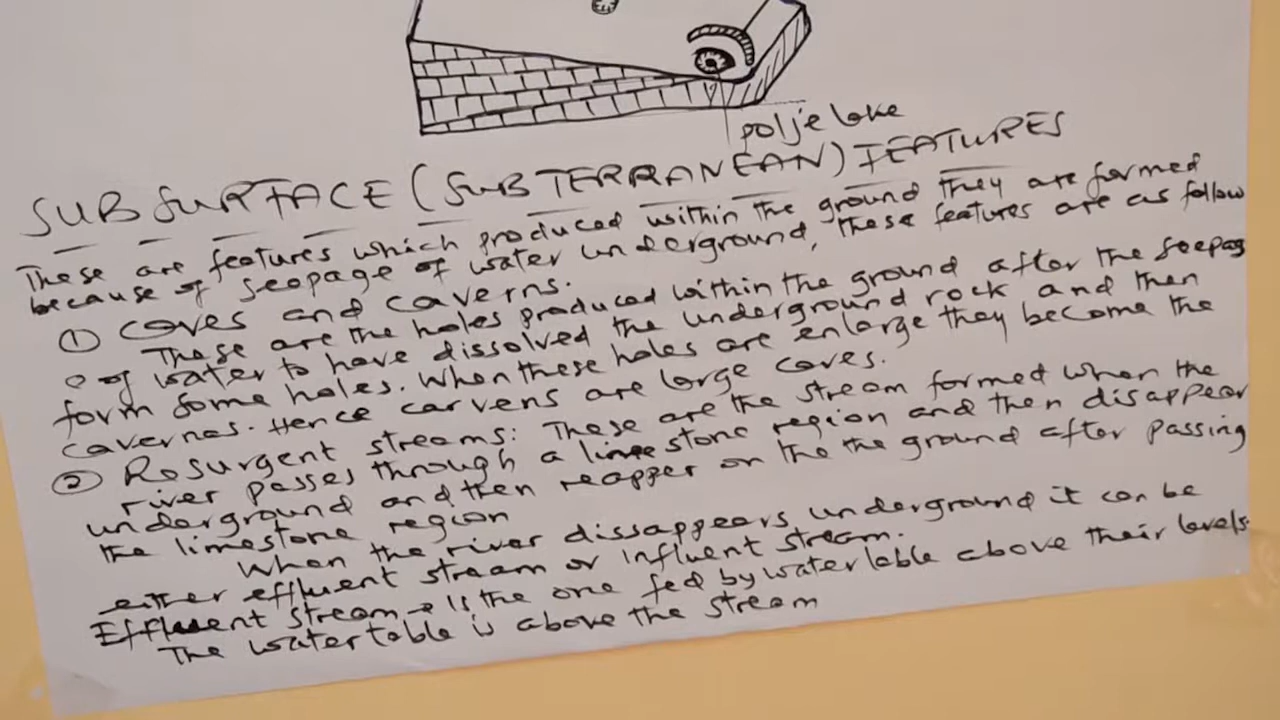 polje lake
SUBSURFACE (SUBTERRANEAN) FEATURES
These are features which produced within the ground they are formed
because of seepage of water underground, these features are as follow
① caves and caverns.
These are the holes produced within the ground after the seepag
e of water to have dissolved the underground rock and then
form some holes. When these holes are enlarge they become the
cavernas. Hence carvens are large caves.
② Resurgent streams: These are the stream formed when the
river passes through a limestone region and then disappear
underground and then reapper on the the ground after passing
the limestone region
When the river dissappears underground it can be
either effluent stream or Influent stream.
Effluent stream → Is the one fed by water table above their levels
The water table is above the stream